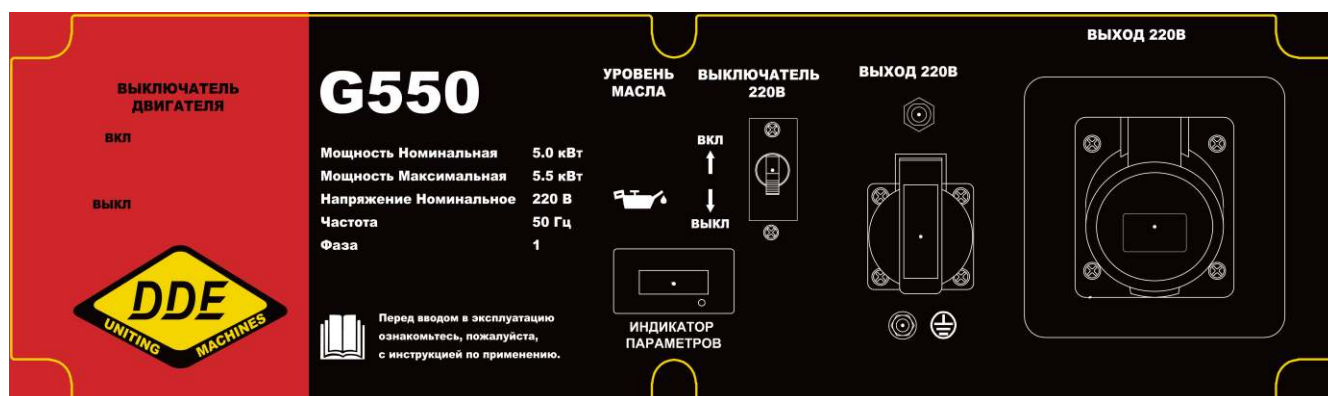 ВЫКЛЮЧАТЕЛЬ
ДВИГАТЕЛЯ
ВКЛ
ВЫКЛ
DDE
UNITING MACHINES
G550
Мощность Номинальная 5.0 кВт
Мощность Максимальная 5.5 кВт
Напряжение Номинальное 220 В
Частота 50 Гц
Фаза 1
Перед вводом в эксплуатацию
ознакомьтесь, пожалуйста,
с инструкцией по применению.
УРОВЕНЬ
МАСЛА
ВЫКЛЮЧАТЕЛЬ
220В
ВКЛ
ВЫКЛ
ИНДИКАТОР
ПАРАМЕТРОВ
ВЫХОД 220В
ВЫХОД 220В